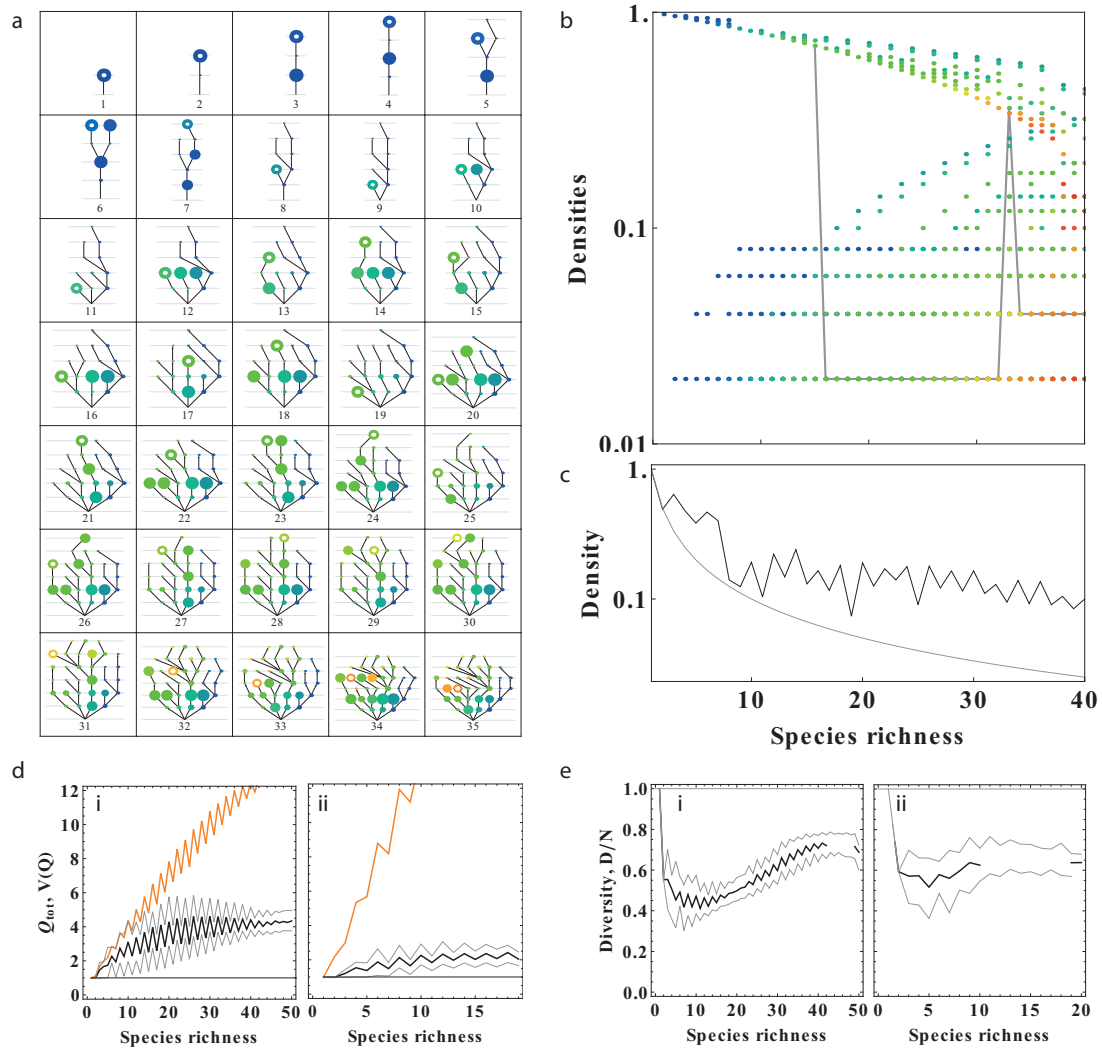 a
1 2 3 4 5
6 7 8 9 10
11 12 13 14 15
16 17 18 19 20
21 22 23 24 25
26 27 28 29 30
31 32 33 34 35
b
1.
0.1
0.01
Densities
c
1.
0.1
Density
10 20 30 40
Species richness
d
i
12
10
8
6
4
2
0
Qtot, V(Q)
0 10 20 30 40 50
Species richness
ii
0 5 10 15
Species richness
e
i
1.0
0.8
0.6
0.4
0.2
0.0
Diversity, D/N
0 10 20 30 40 50
Species richness
ii
0 5 10 15 20
Species richness